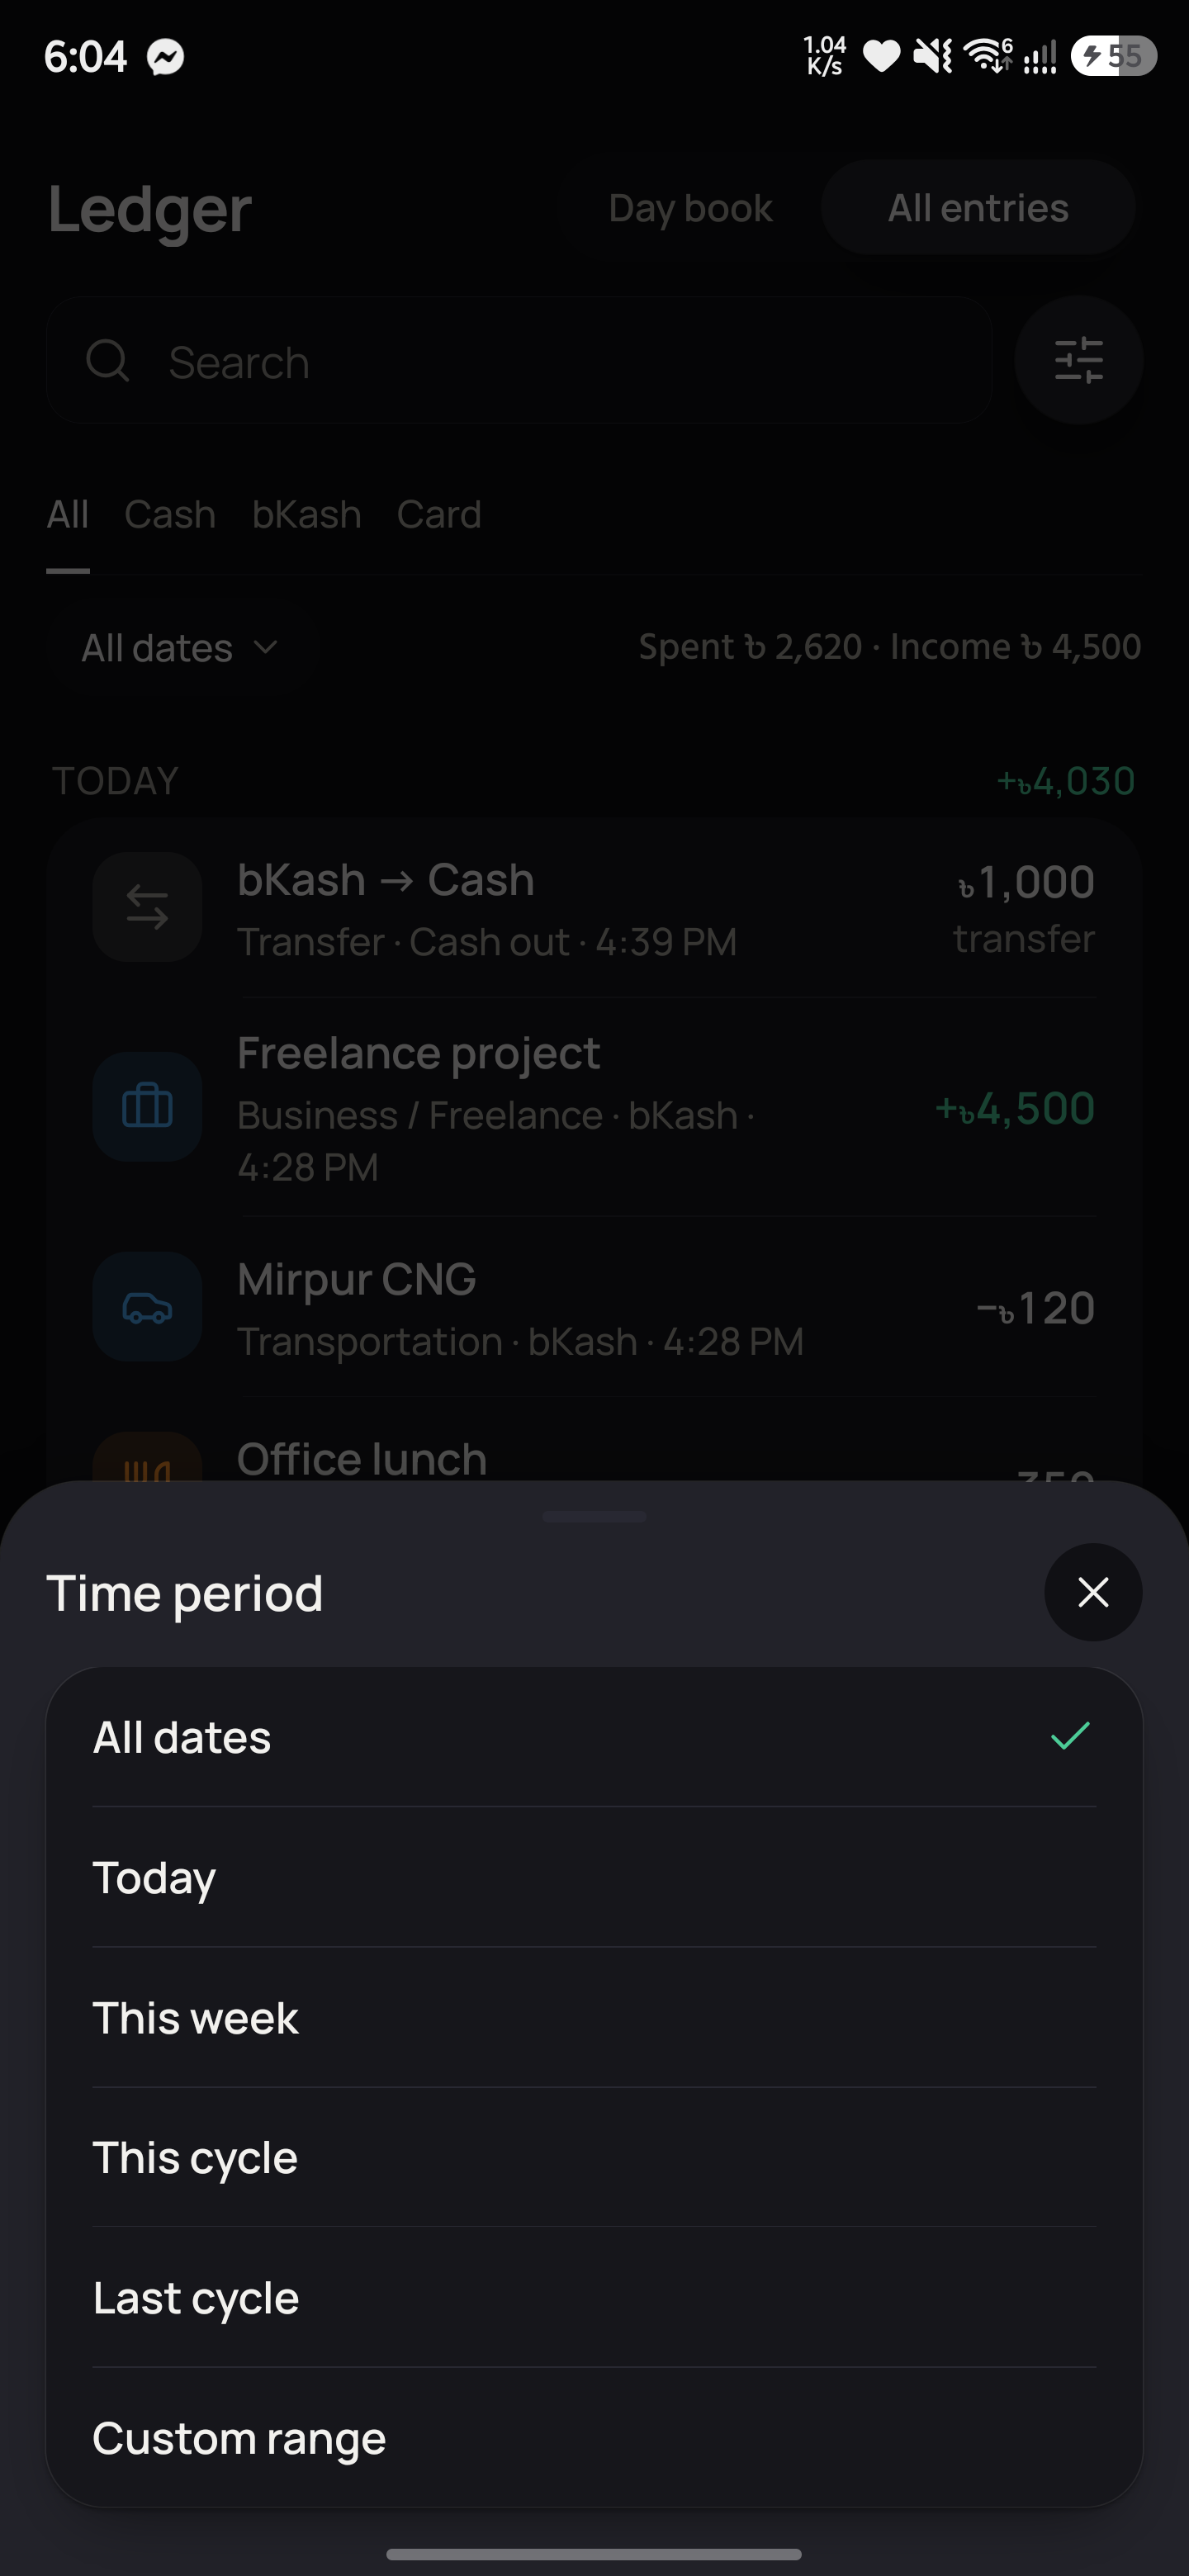 6:04
1.04
K/s
6
55
Ledger
Day book
All entries
Search
All
Cash
bKash
Card
All dates
Spent ৳ 2,620 · Income ৳ 4,500
TODAY
+৳4,030
bKash → Cash
৳1,000
Transfer · Cash out · 4:39 PM
transfer
Freelance project
Business / Freelance · bKash ·
4:28 PM
+৳4,500
Mirpur CNG
Transportation · bKash · 4:28 PM
−৳120
Office lunch
Time period
All dates
Today
This week
This cycle
Last cycle
Custom range